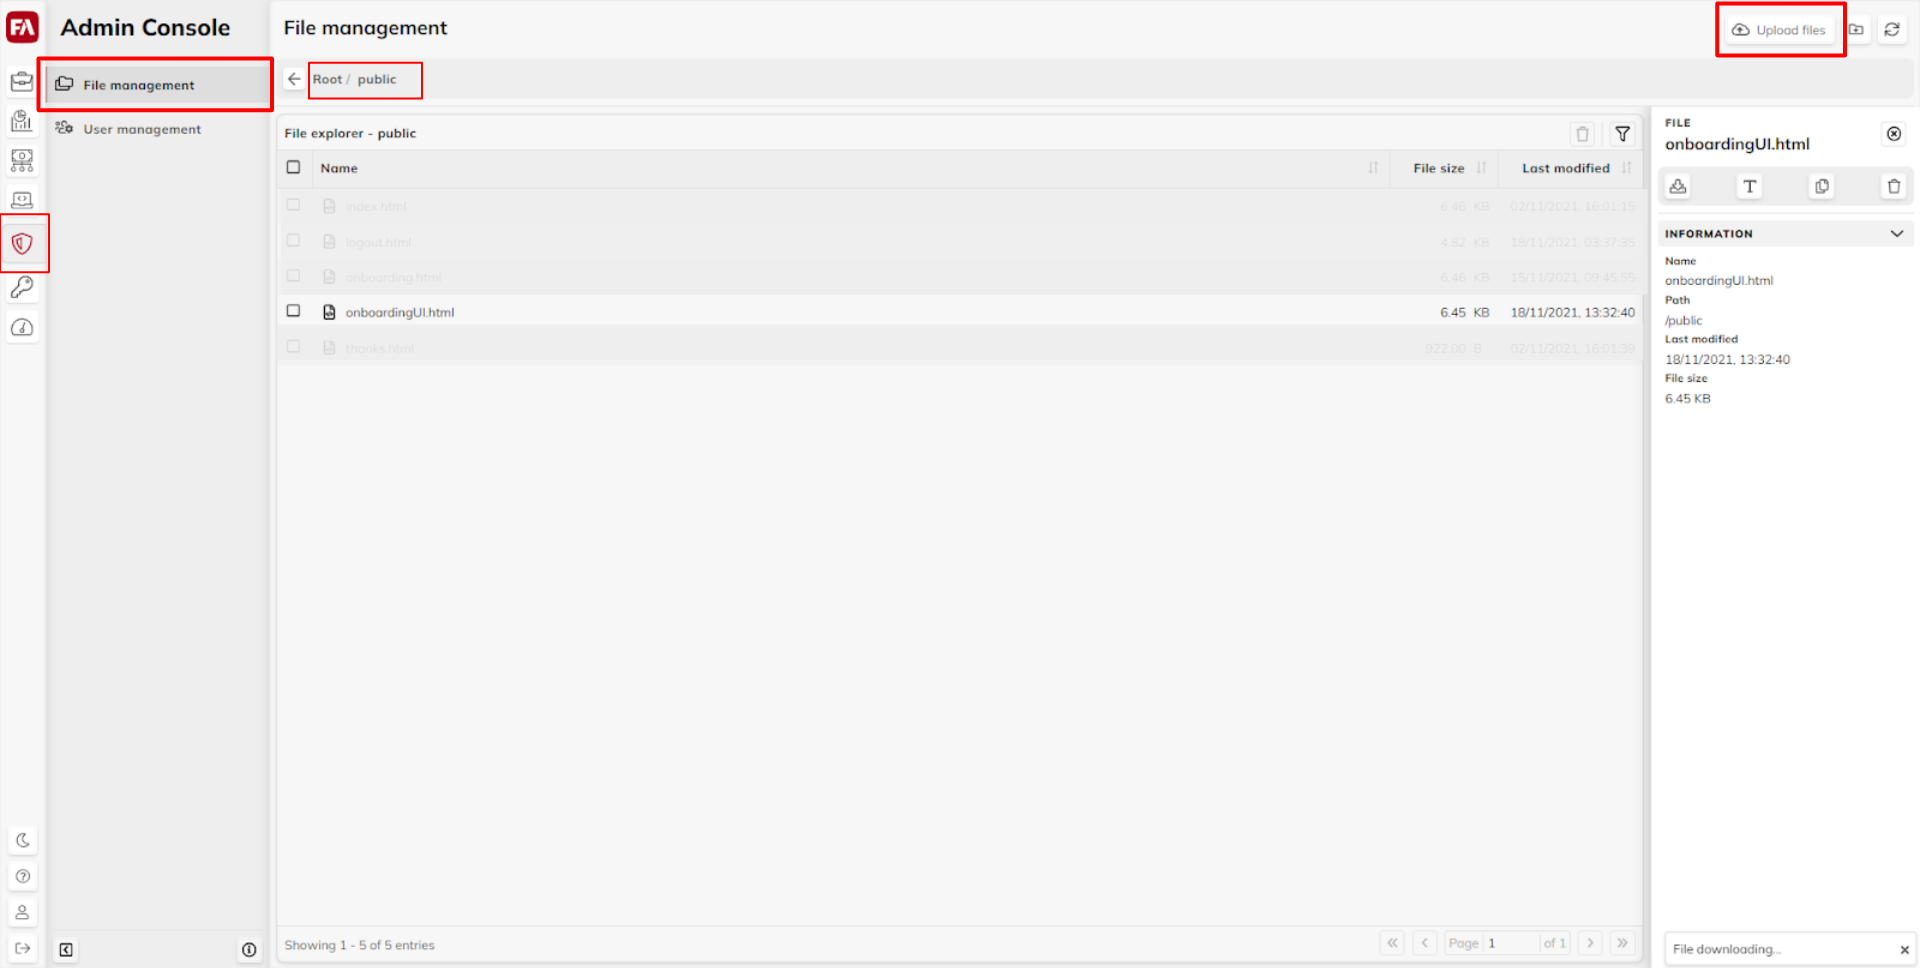 FA
Admin Console
File management
Upload files
File management
User management
Root / public
File explorer - public
Name
File size
Last modified
index.html
6.46 KB
02/11/2021, 16:01:15
logout.html
4.82 KB
18/11/2021, 03:37:35
onboarding.html
6.46 KB
15/11/2021, 09:45:55
onboardingUI.html
6.45 KB
18/11/2021, 13:32:40
thanks.html
922.00 B
02/11/2021, 16:01:39
Showing 1 - 5 of 5 entries
Page 1 of 1
FILE
onboardingUI.html
INFORMATION
Name
onboardingUI.html
Path
/public
Last modified
18/11/2021, 13:32:40
File size
6.45 KB
File downloading...